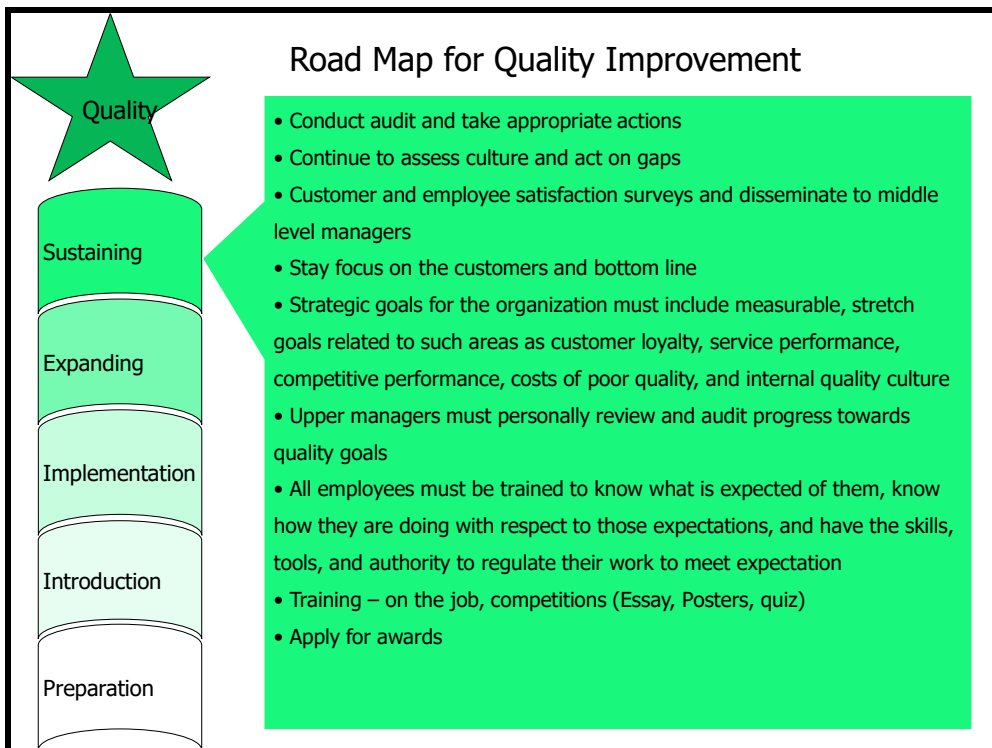 Road Map for Quality Improvement
Quality
Sustaining
Expanding
Implementation
Introduction
Preparation
• Conduct audit and take appropriate actions
• Continue to assess culture and act on gaps
• Customer and employee satisfaction surveys and disseminate to middle
level managers
• Stay focus on the customers and bottom line
• Strategic goals for the organization must include measurable, stretch
goals related to such areas as customer loyalty, service performance,
competitive performance, costs of poor quality, and internal quality culture
• Upper managers must personally review and audit progress towards
quality goals
• All employees must be trained to know what is expected of them, know
how they are doing with respect to those expectations, and have the skills,
tools, and authority to regulate their work to meet expectation
• Training – on the job, competitions (Essay, Posters, quiz)
• Apply for awards